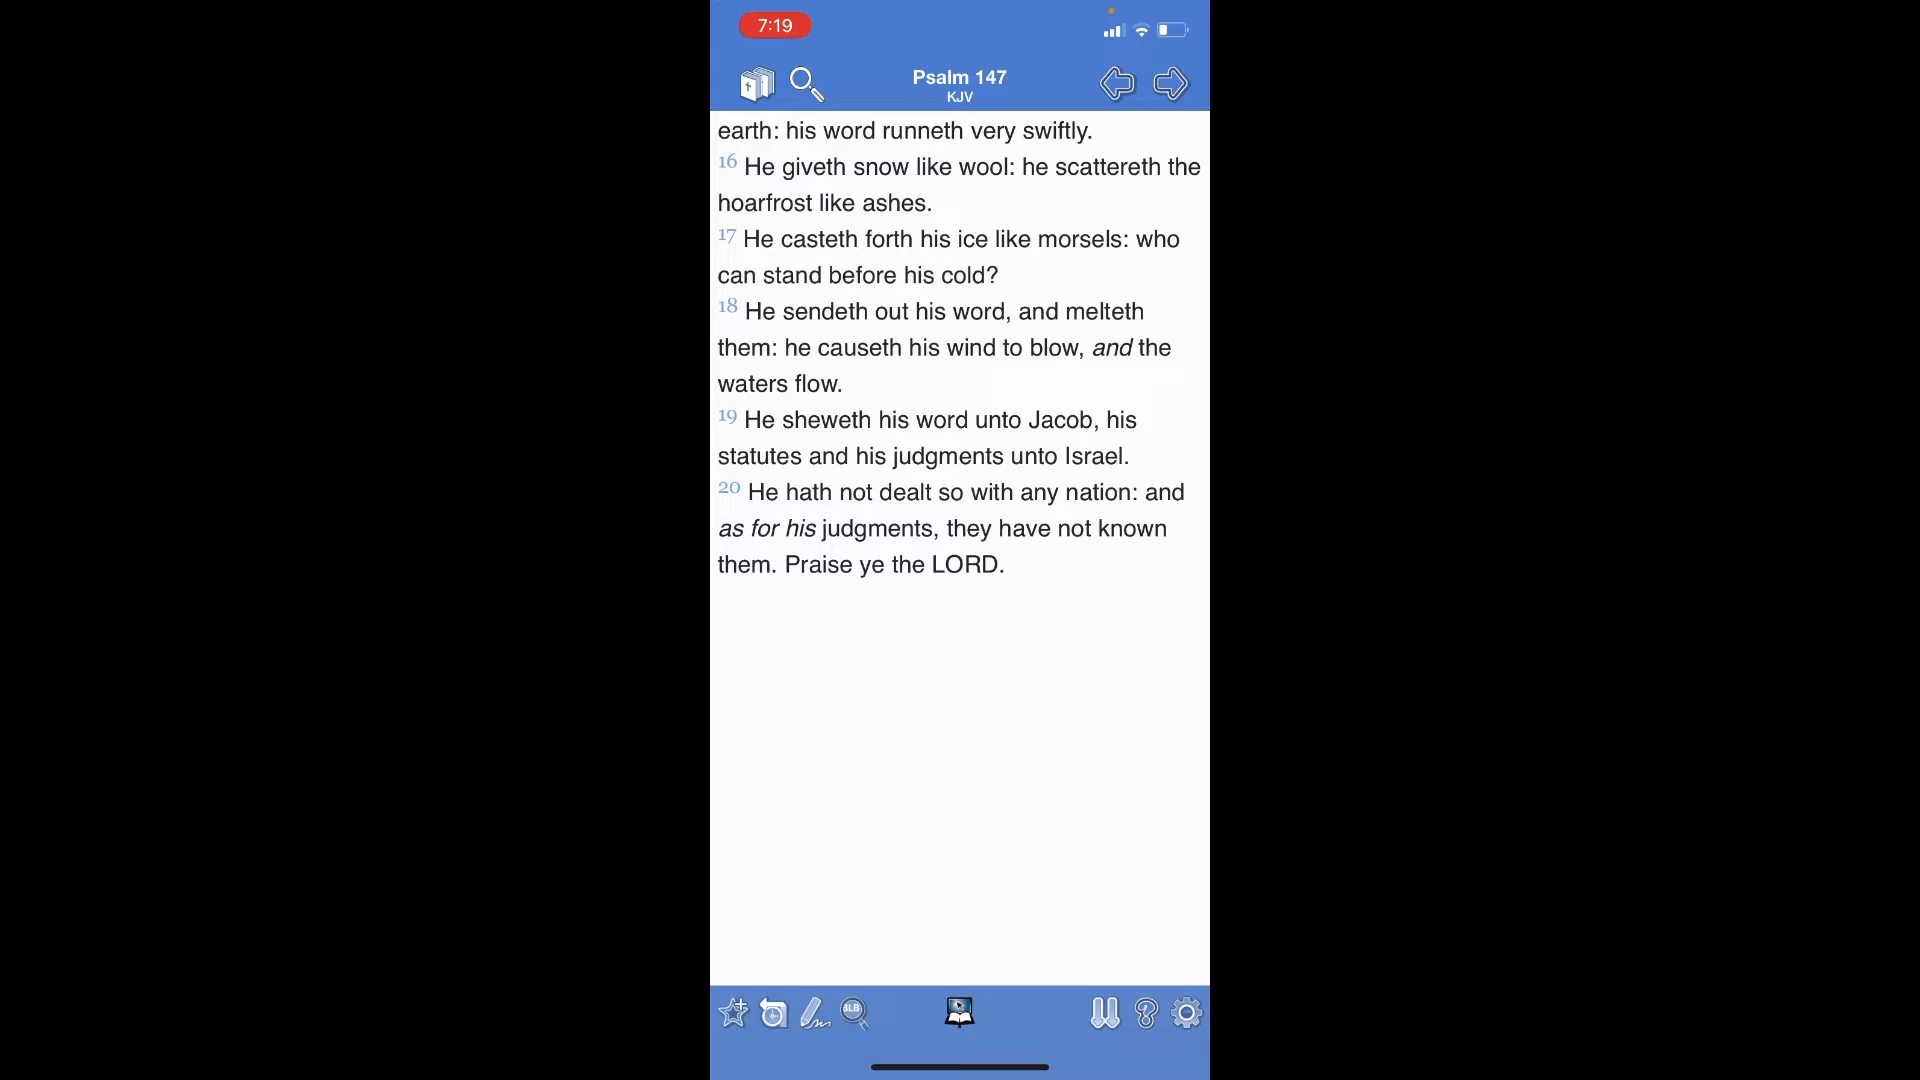 7:19
Psalm 147
KJV
earth: his word runneth very swiftly.
16 He giveth snow like wool: he scattereth the
hoarfrost like ashes.
17 He casteth forth his ice like morsels: who
can stand before his cold?
18 He sendeth out his word, and melteth
them: he causeth his wind to blow, and the
waters flow.
19 He sheweth his word unto Jacob, his
statutes and his judgments unto Israel.
20 He hath not dealt so with any nation: and
as for his judgments, they have not known
them. Praise ye the LORD.
BLB